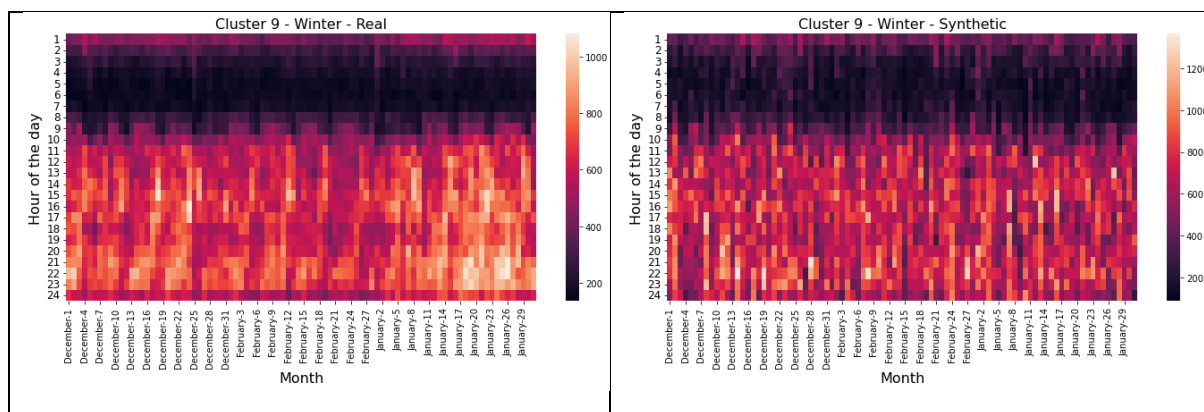 Cluster 9 - Winter - Real
Hour of the day
1
2
3
4
5
6
7
8
9
10
11
12
13
14
15
16
17
18
19
20
21
22
23
24
1000
800
600
400
200
December-1
December-4
December-7
December-10
December-13
December-16
December-19
December-22
December-25
December-28
December-31
February-3
February-6
February-9
February-12
February-15
February-18
February-21
February-24
February-27
January-2
January-5
January-8
January-11
January-14
January-17
January-20
January-23
January-26
January-29
Month
Cluster 9 - Winter - Synthetic
Hour of the day
1
2
3
4
5
6
7
8
9
10
11
12
13
14
15
16
17
18
19
20
21
22
23
24
1200
1000
800
600
400
200
December-1
December-4
December-7
December-10
December-13
December-16
December-19
December-22
December-25
December-28
December-31
February-3
February-6
February-9
February-12
February-15
February-18
February-21
February-24
February-27
January-2
January-5
January-8
January-11
January-14
January-17
January-20
January-23
January-26
January-29
Month